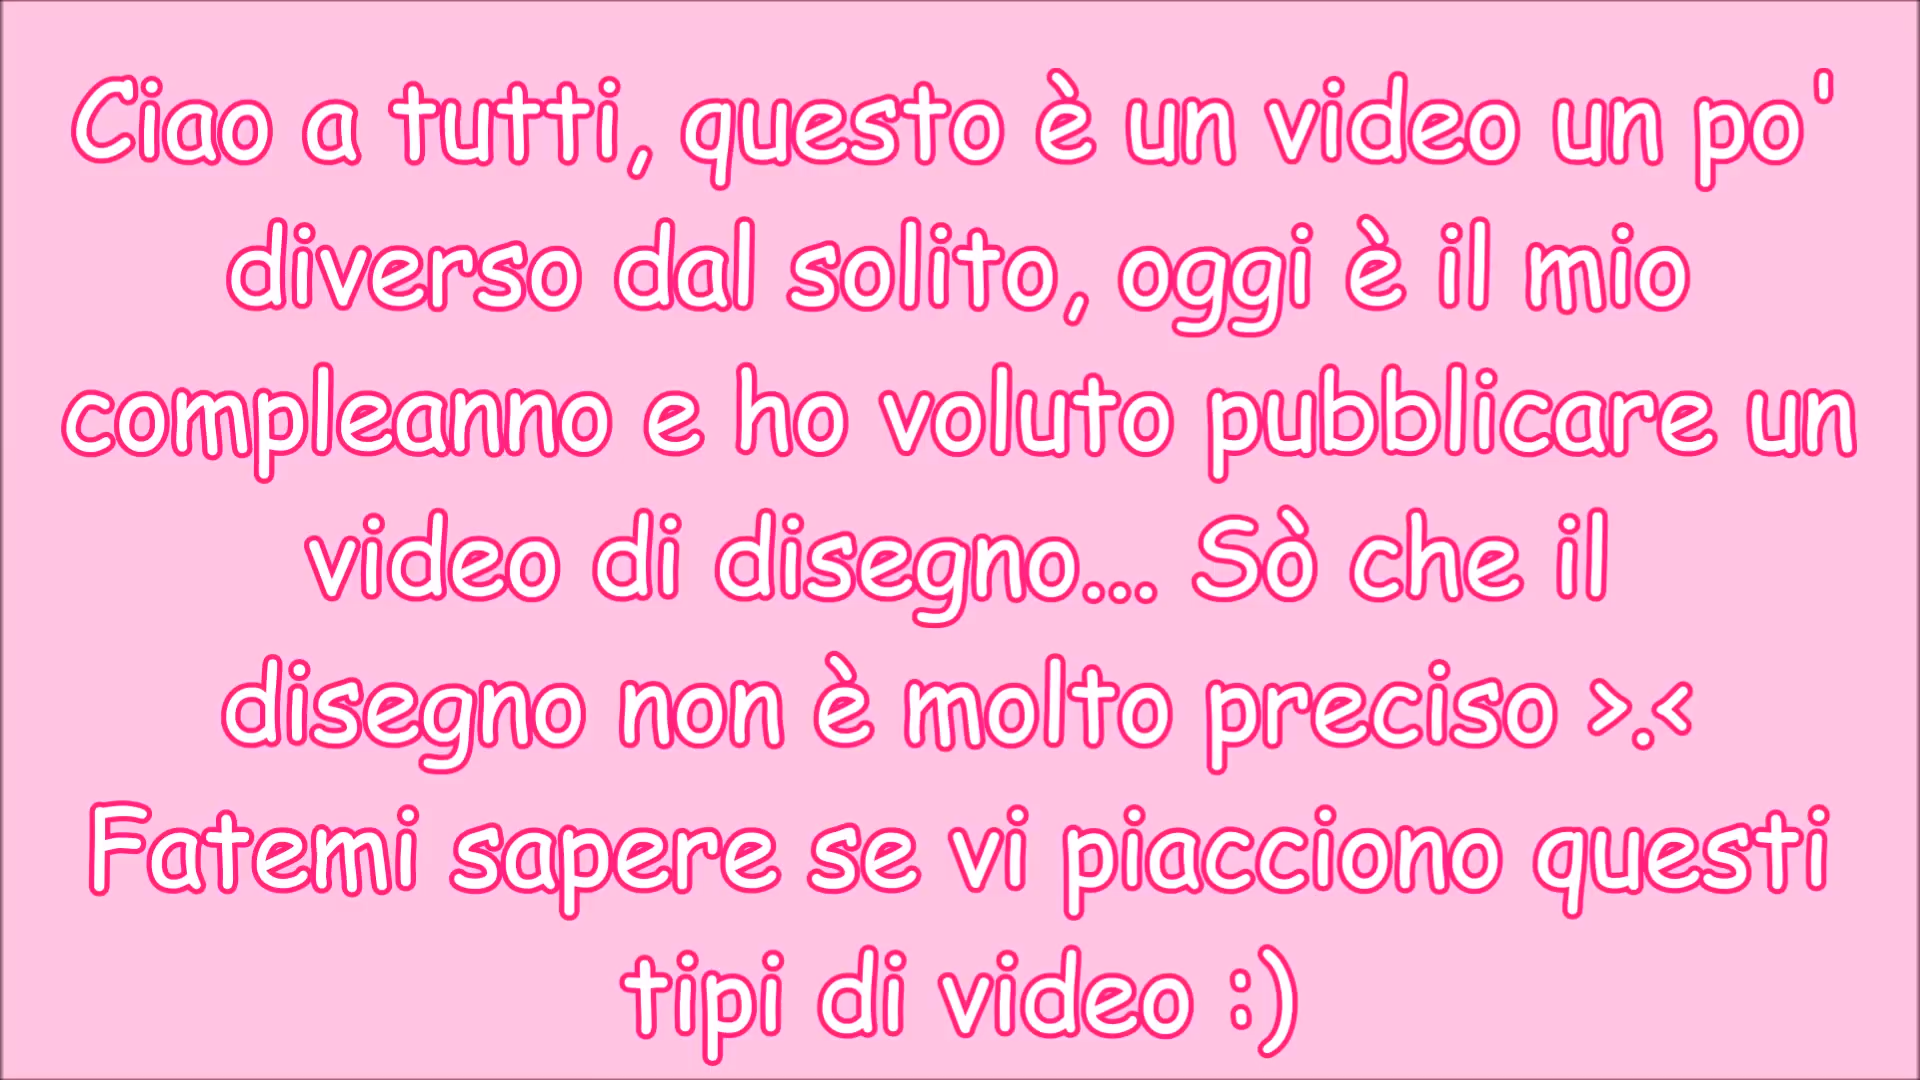 Ciao a tutti, questo è un video un po'
diverso dal solito, oggi è il mio
compleanno e ho voluto pubblicare un
video di disegno... Sò che il
disegno non è molto preciso >.<
Fatemi sapere se vi piacciono questi
tipi di video :)